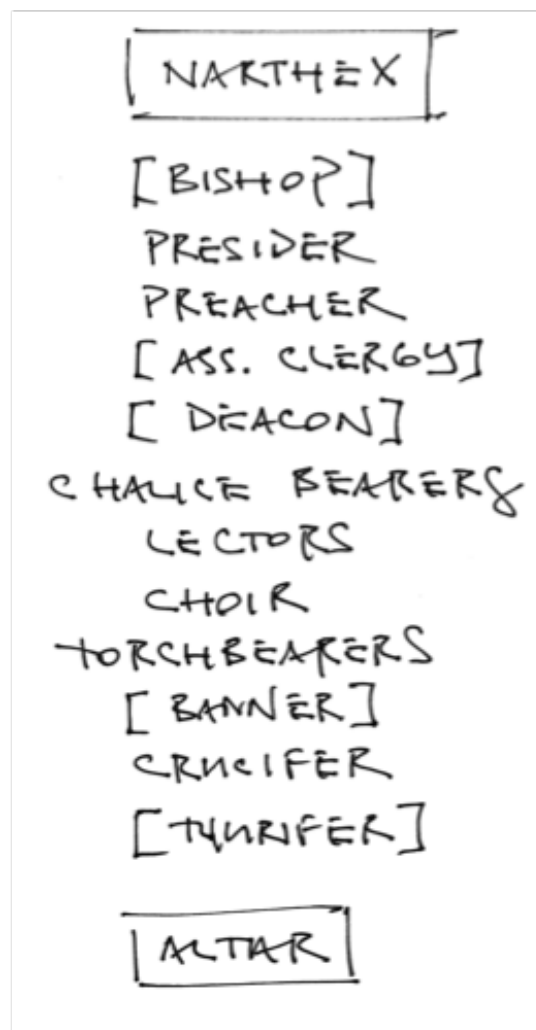 NARTHEX
[BISHOP]
PRESIDER
PREACHER
[ASS. CLERGY]
[DEACON]
CHALICE BEARERS
LECTORS
CHOIR
TORCHBEARERS
[BANNER]
CRUCIFER
[THURIFER]
ALTAR